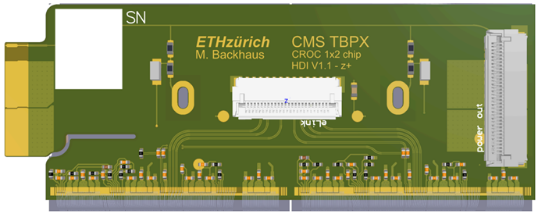 SN
ETHzürich
M. Backhaus
CMS TBPX
CROC 1x2 chip
HDI V1.1 - z+
z
eLink
power out